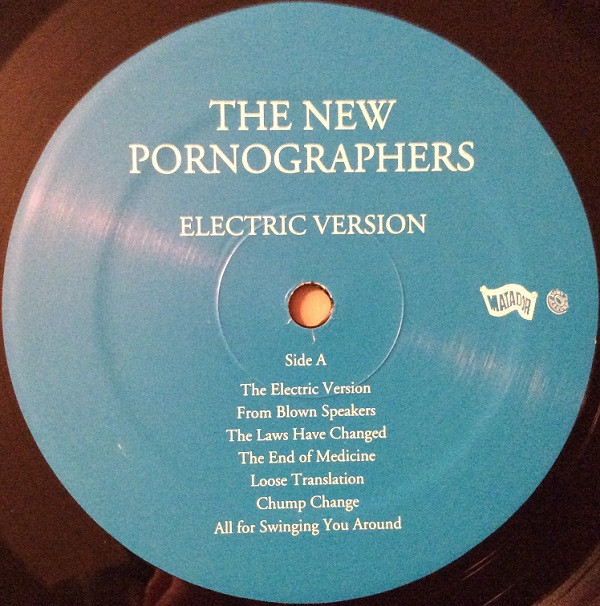 THE NEW
PORNOGRAPHERS
ELECTRIC VERSION
MATADOR
Side A
The Electric Version
From Blown Speakers
The Laws Have Changed
The End of Medicine
Loose Translation
Chump Change
All for Swinging You Around